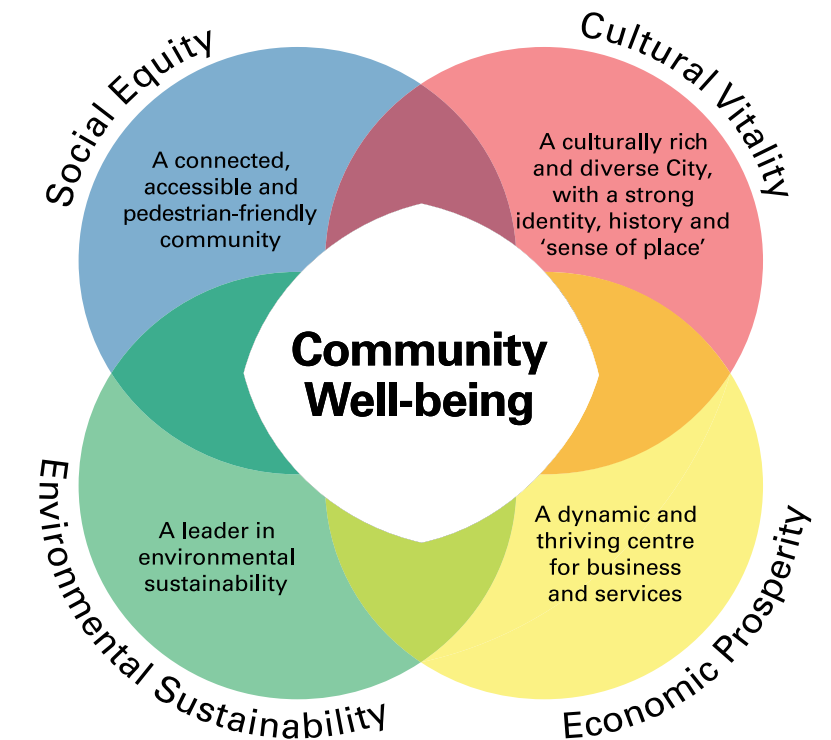 Social Equity
Cultural Vitality
A connected,
accessible and
pedestrian-friendly
community
A culturally rich
and diverse City,
with a strong
identity, history and
‘sense of place’
Community
Well-being
A leader in
environmental
sustainability
A dynamic and
thriving centre
for business
and services
Environmental Sustainability
Economic Prosperity